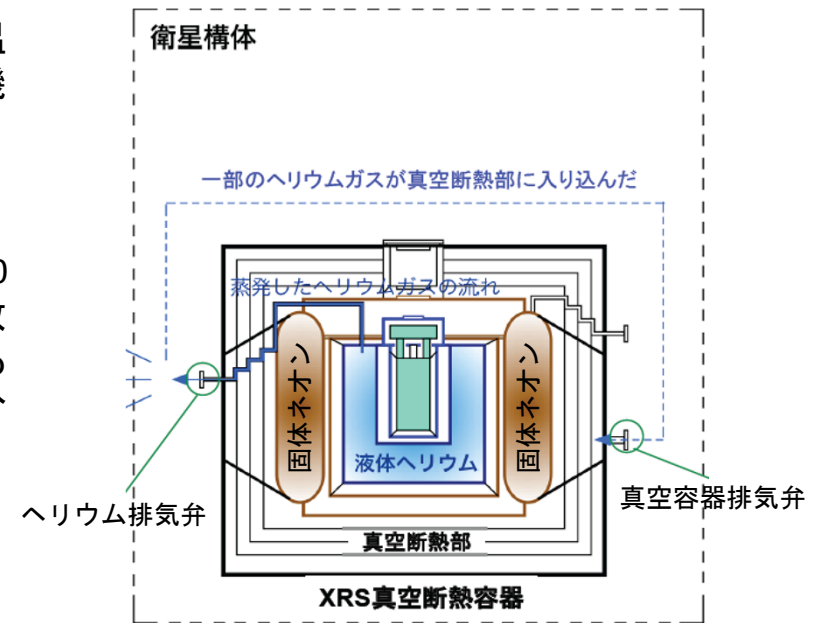 衛星構体
一部のヘリウムガスが真空断熱部に入り込んだ
蒸発したヘリウムガスの流れ
固体ネオン
固体ネオン
液体ヘリウム
ヘリウム排気弁
真空容器排気弁
真空断熱部
XRS真空断熱容器